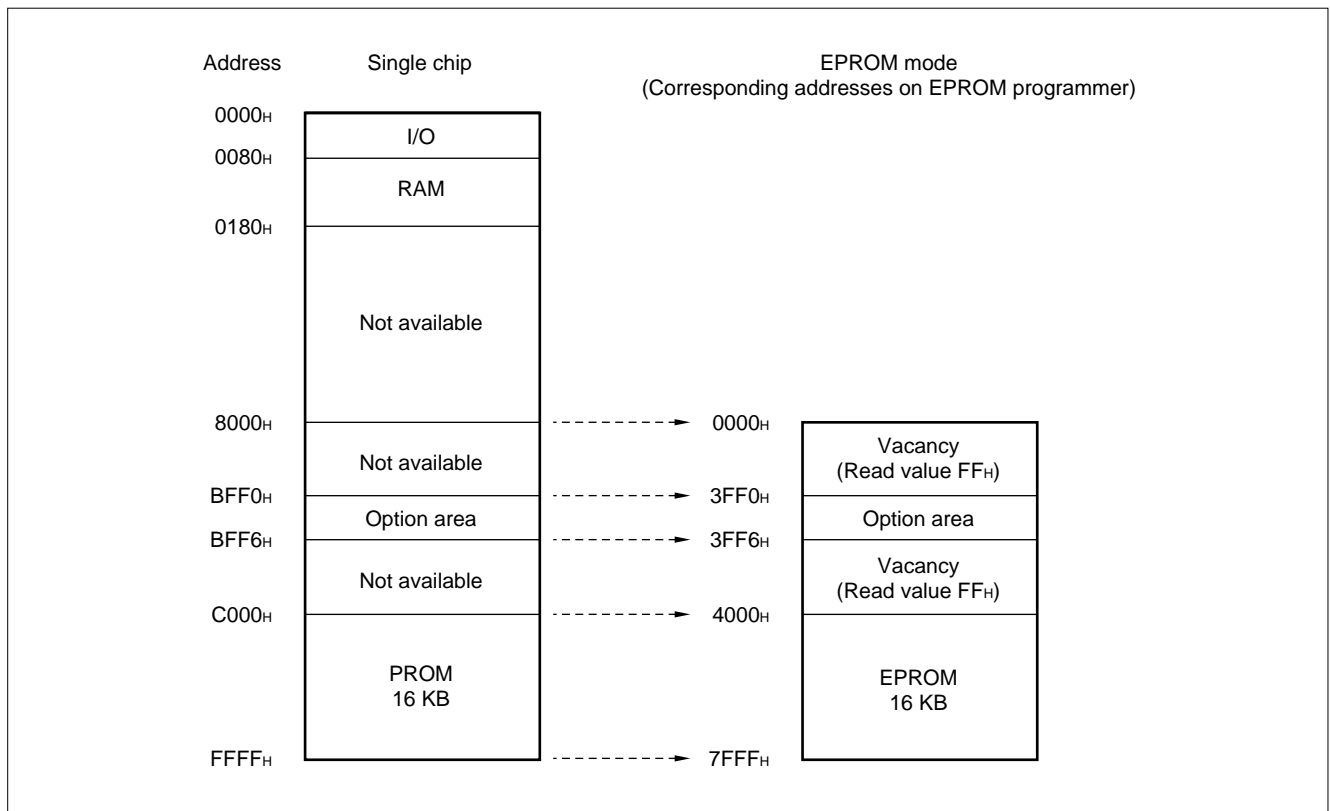 Address Single chip EPROM mode
(Corresponding addresses on EPROM programmer)
0000H
I/O
0080H
RAM
0180H
Not available
8000H 0000H
Not available Vacancy
(Read value FFH)
BFF0H 3FF0H
Option area Option area
BFF6H 3FF6H
Not available Vacancy
(Read value FFH)
C000H 4000H
PROM EPROM
16 KB 16 KB
FFFFH 7FFFH